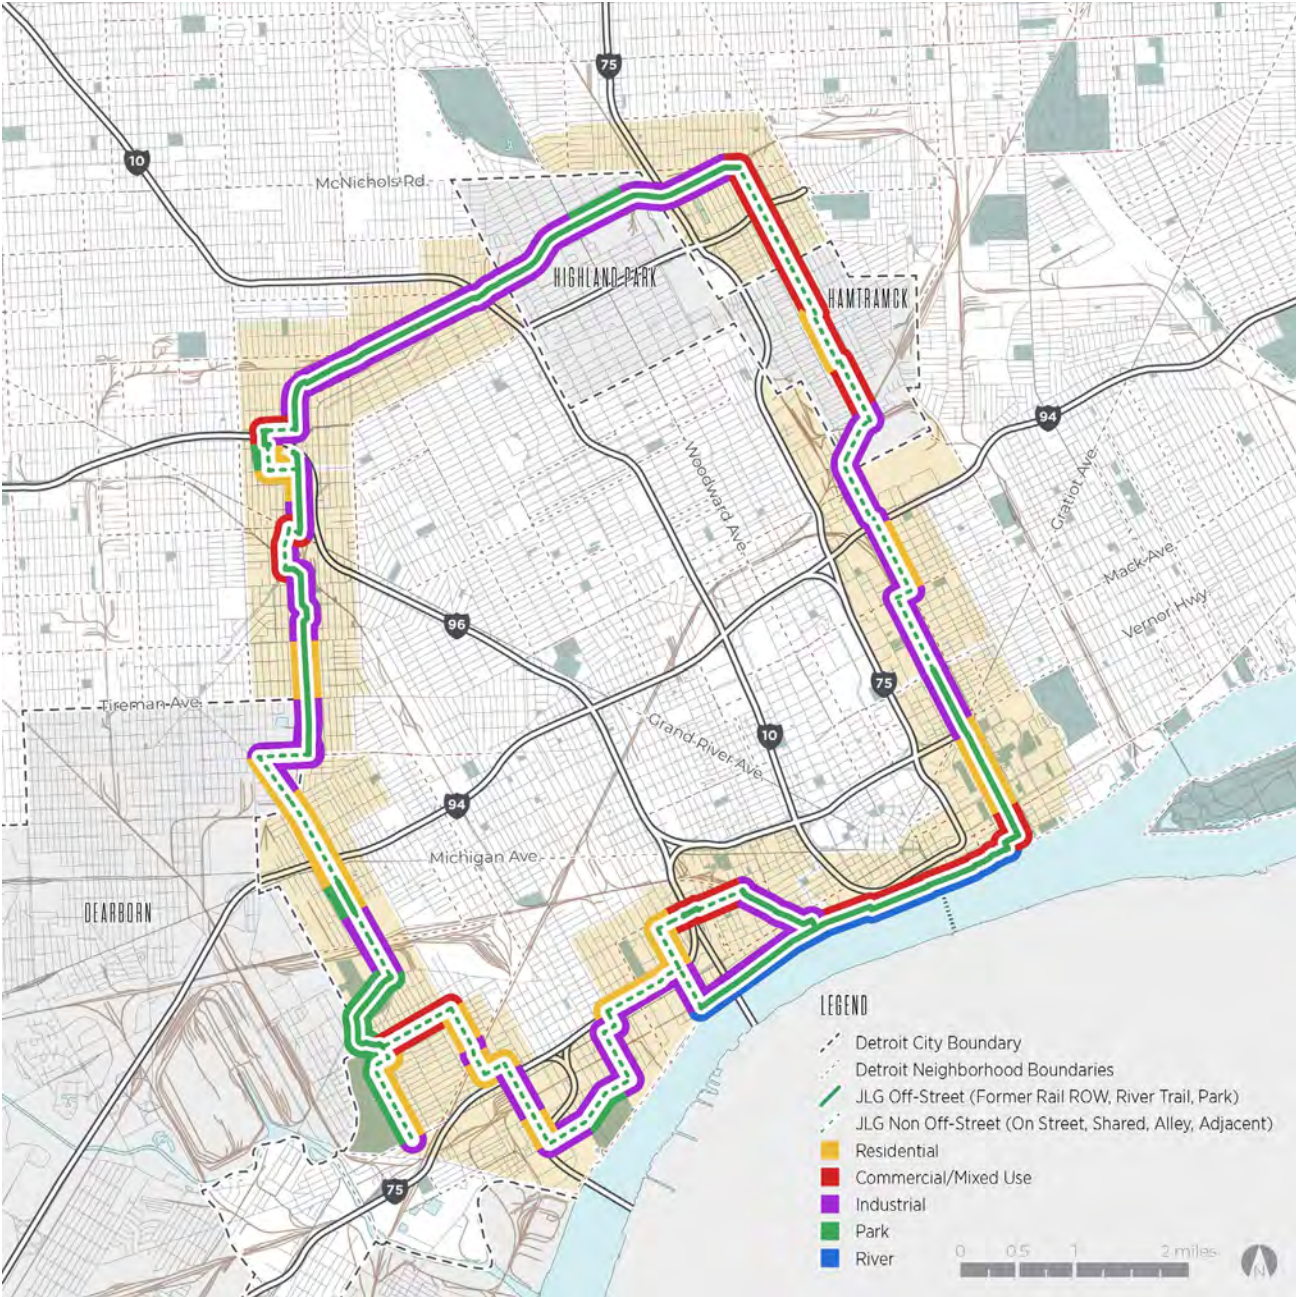 75
10
McNichols Rd.
HIGHLAND PARK
HAMTRAMCK
94
Woodward Ave.
Gratiot Ave.
Mack Ave.
Vernor Hwy.
96
75
Tireman Ave.
Grand River Ave.
10
94
Michigan Ave.
DEARBORN
75
LEGEND
Detroit City Boundary
Detroit Neighborhood Boundaries
JLG Off-Street (Former Rail ROW, River Trail, Park)
JLG Non Off-Street (On Street, Shared, Alley, Adjacent)
Residential
Commercial/Mixed Use
Industrial
Park
River
0 0.5 1 2 miles
N